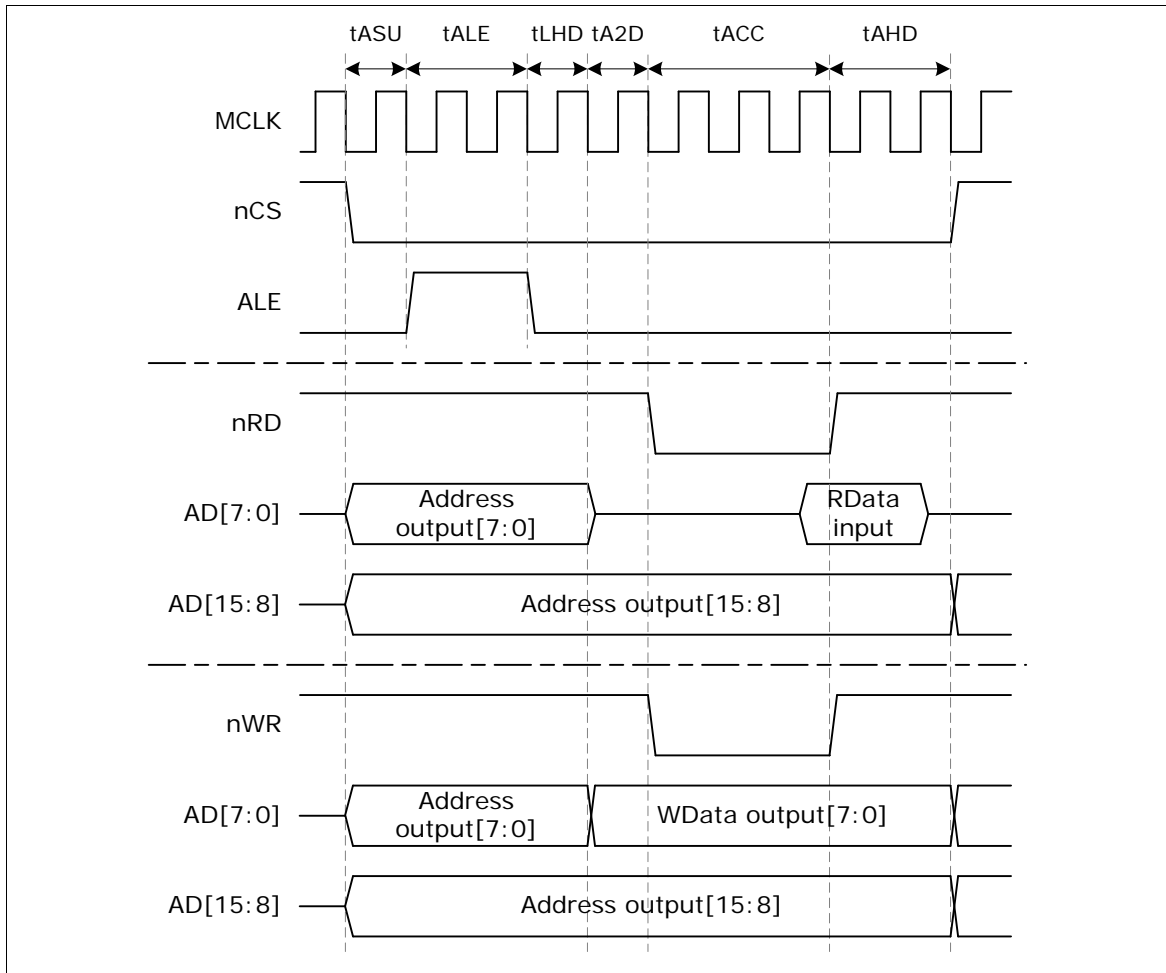 tASU tALE tLHD tA2D tACC tAHD
MCLK
nCS
ALE
nRD
AD[7:0]
Address
output[7:0]
RData
input
AD[15:8]
Address output[15:8]
nWR
AD[7:0]
Address
output[7:0]
WData output[7:0]
AD[15:8]
Address output[15:8]